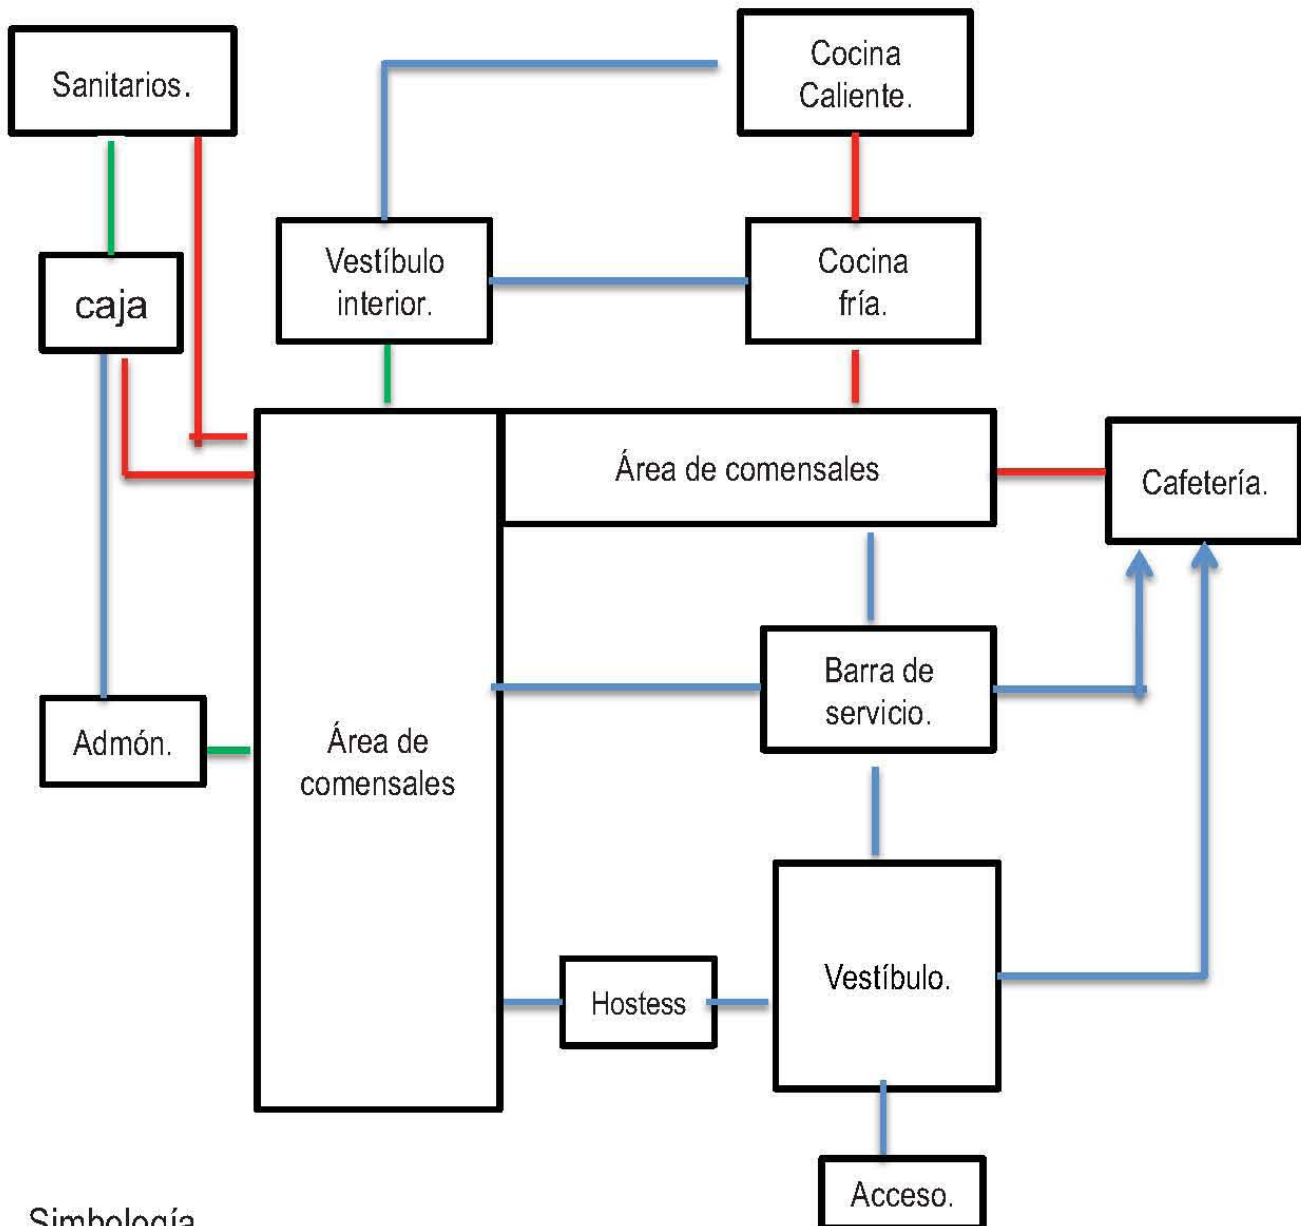 Sanitarios.
Cocina
Caliente.
caja
Vestíbulo
interior.
Cocina
fría.
Área de comensales
Cafetería.
Admón.
Área de
comensales
Barra de
servicio.
Hostess
Vestíbulo.
Acceso.
Simbología